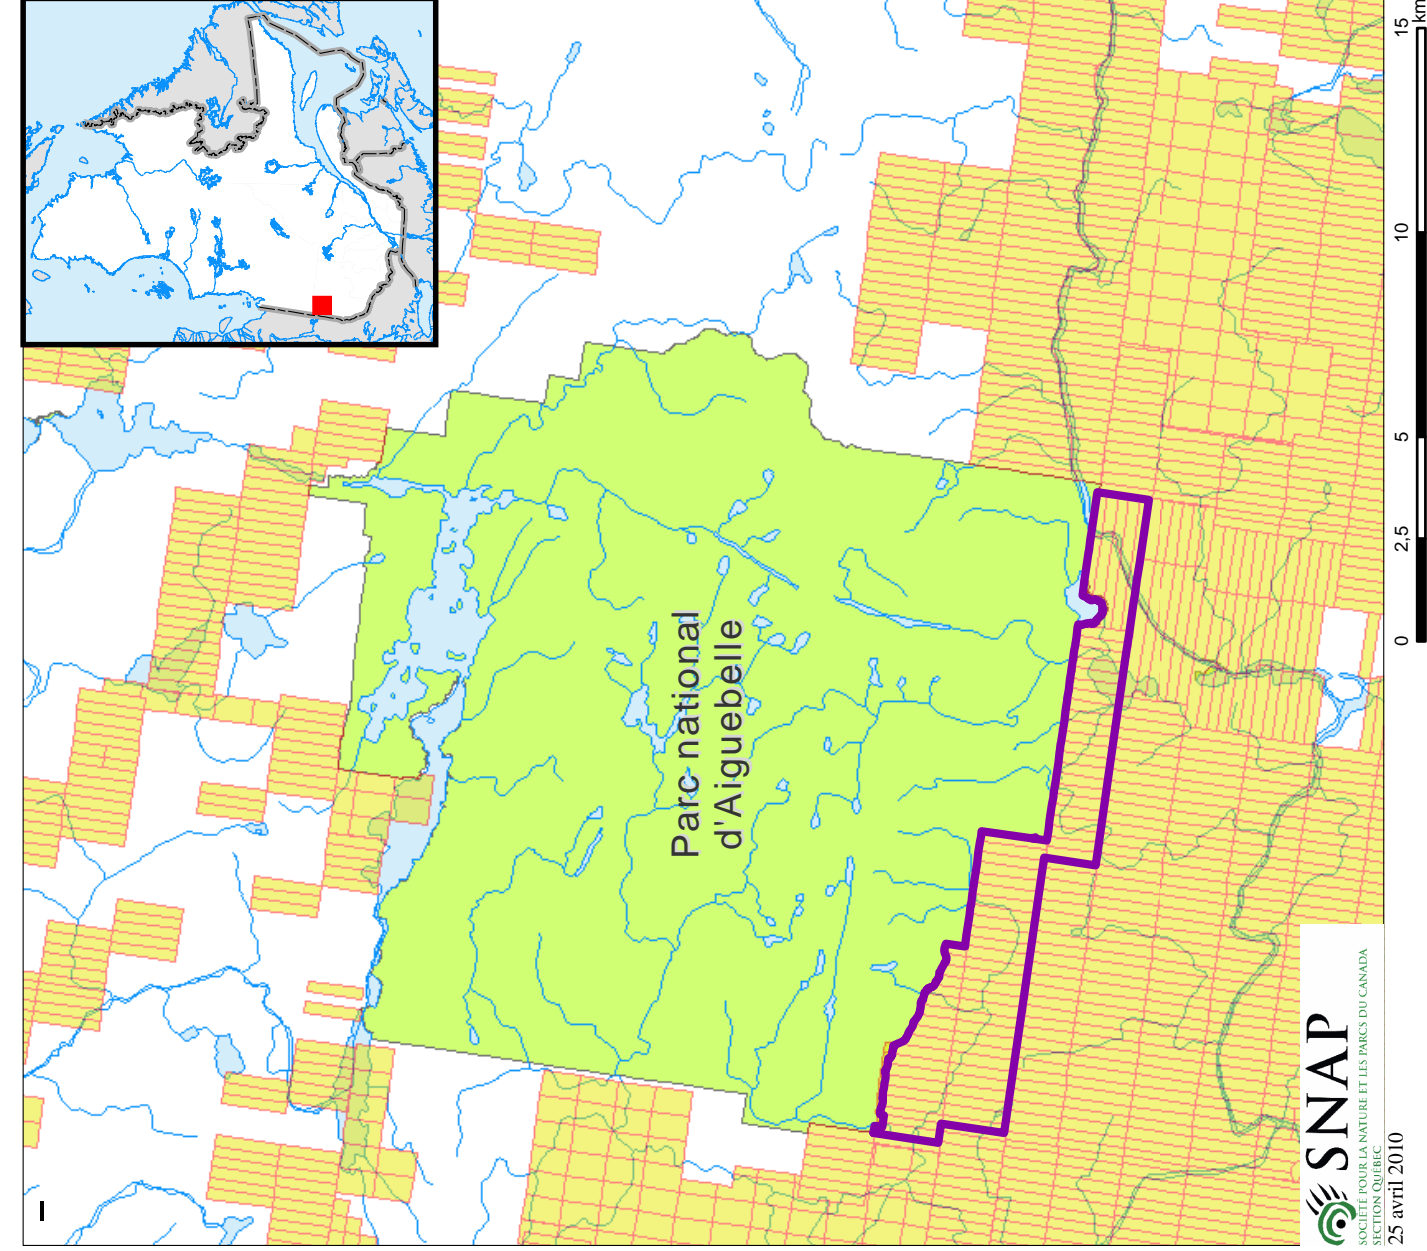 Parc national
d'Aiguebelle
0 2,5 5 10 15
km
SNAP
SOCIÉTÉ POUR LA NATURE ET LES PARCS DU CANADA
SECTION QUÉBEC
25 avril 2010